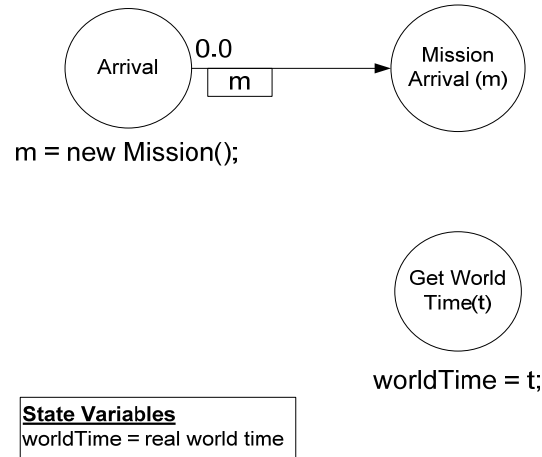 Arrival
0.0
m
Mission
Arrival (m)
m = new Mission();
Get World
Time(t)
worldTime = t;
State Variables
worldTime = real world time